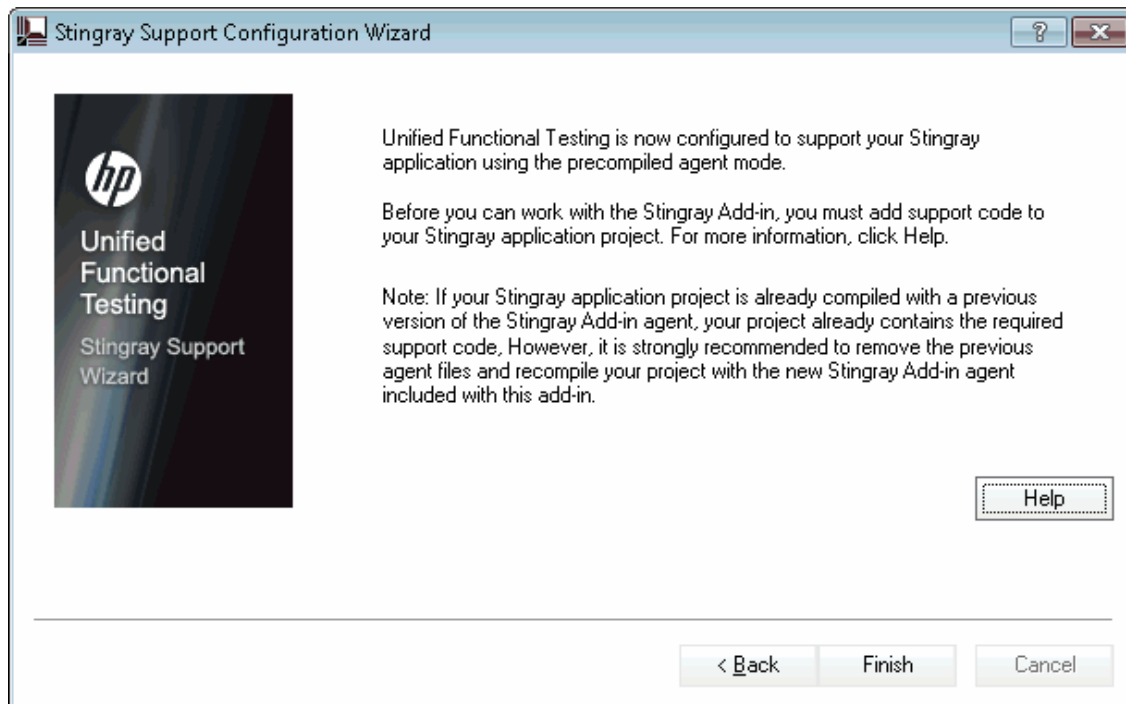 Stingray Support Configuration Wizard
?
hp
Unified
Functional
Testing
Stingray Support
Wizard
Unified Functional Testing is now configured to support your Stingray
application using the precompiled agent mode.
Before you can work with the Stingray Add-in, you must add support code to
your Stingray application project. For more information, click Help.
Note: If your Stingray application project is already compiled with a previous
version of the Stingray Add-in agent, your project already contains the required
support code, However, it is strongly recommended to remove the previous
agent files and recompile your project with the new Stingray Add-in agent
included with this add-in.
Help
< Back
Finish
Cancel